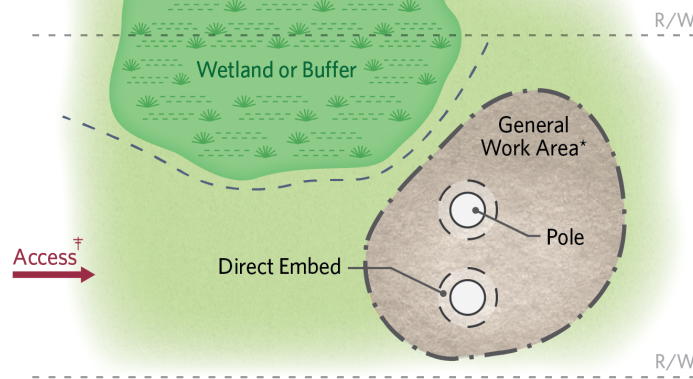 R/W
Wetland or Buffer
General
Work Area*
Pole
Access‡
Direct Embed
R/W